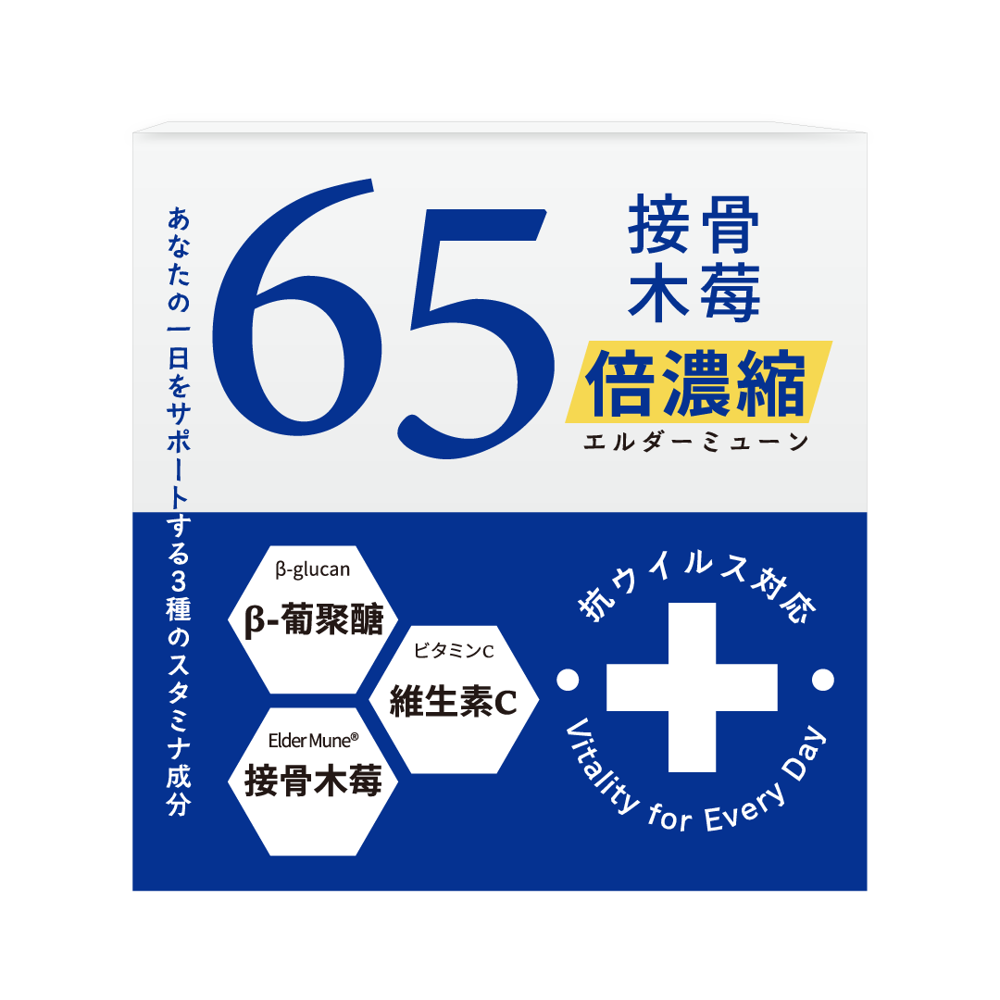 あなたの一日をサポートする3種のスタミナ成分
65
接骨
木莓
倍濃縮
エルダーミューン
β-glucan
β-葡聚醣
ビタミンC
維生素C
Elder Mune®
接骨木莓
抗ウイルス対応
Vitality for Every Day